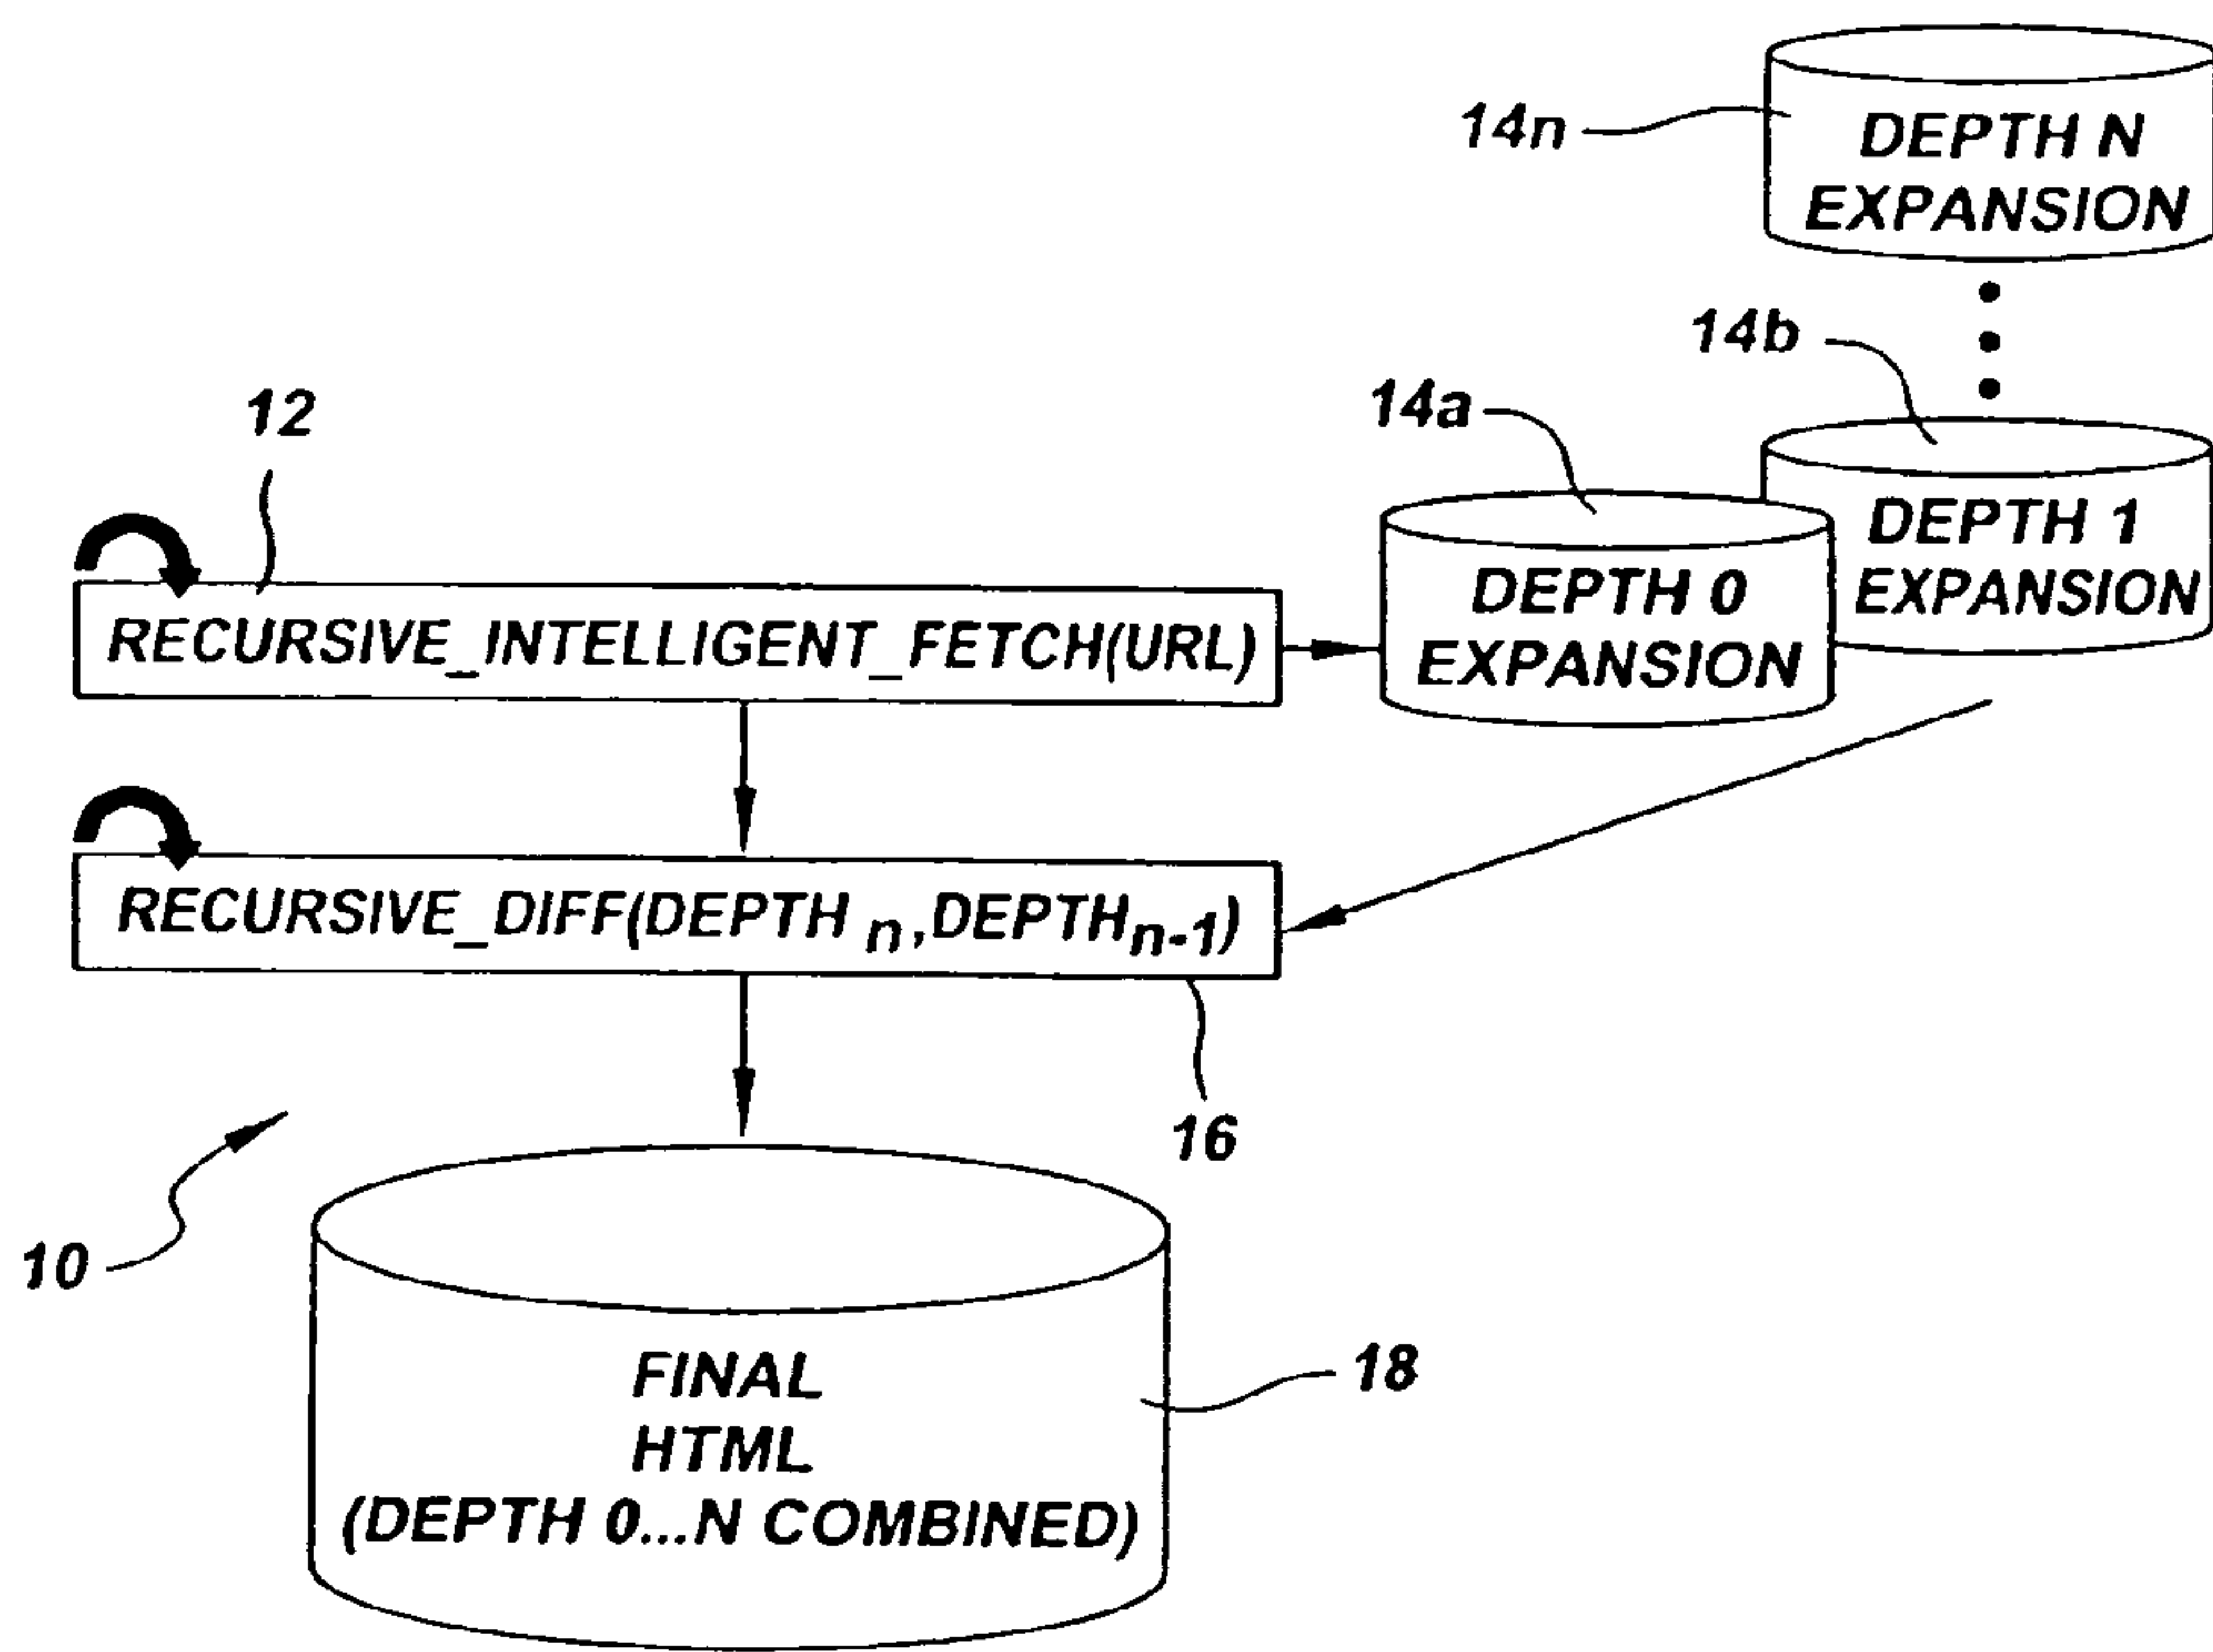 14n
DEPTH N
EXPANSION
14b
14a
12
DEPTH 1
EXPANSION
DEPTH 0
EXPANSION
RECURSIVE_INTELLIGENT_FETCH(URL)
RECURSIVE_DIFF(DEPTH n,DEPTHn-1)
16
10
FINAL
HTML
(DEPTH 0...N COMBINED)
18